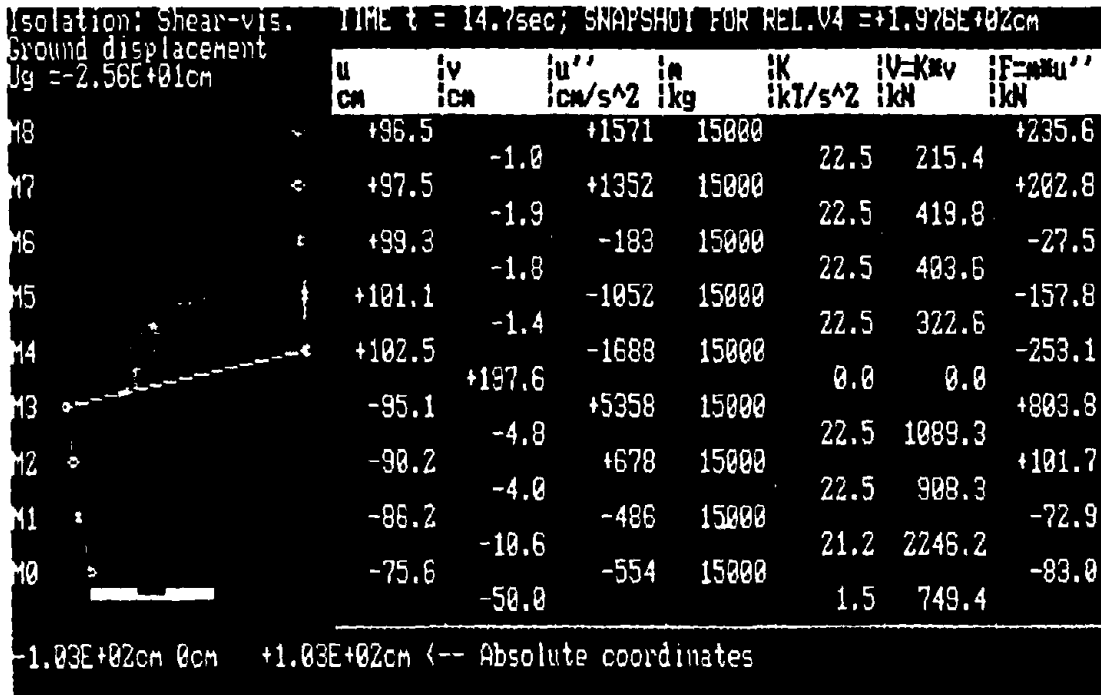 Isolation: Shear-vis. TIME t = 14.7sec; SNAPSHOT FOR REL.V4 =+1.976E+02cm
Ground displacement
Ug =-2.56E+01cm
u v u'' m K V=K*v F=m*u''
cm cm cm/s^2 kg kT/s^2 kN kN
M8 +96.5 +1571 15000 +235.6
-1.0 22.5 215.4
M7 +97.5 +1352 15000 +202.8
-1.9 22.5 419.8
M6 +99.3 -183 15000 -27.5
-1.8 22.5 403.6
M5 +101.1 -1052 15000 -157.8
-1.4 22.5 322.6
M4 +102.5 -1688 15000 -253.1
+197.6 0.0 0.0
M3 -95.1 +5358 15000 +803.8
-4.8 22.5 1089.3
M2 -90.2 +678 15000 +101.7
-4.0 22.5 908.3
M1 -86.2 -486 15000 -72.9
-10.6 21.2 2246.2
M0 -75.6 -554 15000 -83.0
-50.0 1.5 749.4
-1.03E+02cm 0cm +1.03E+02cm <-- Absolute coordinates